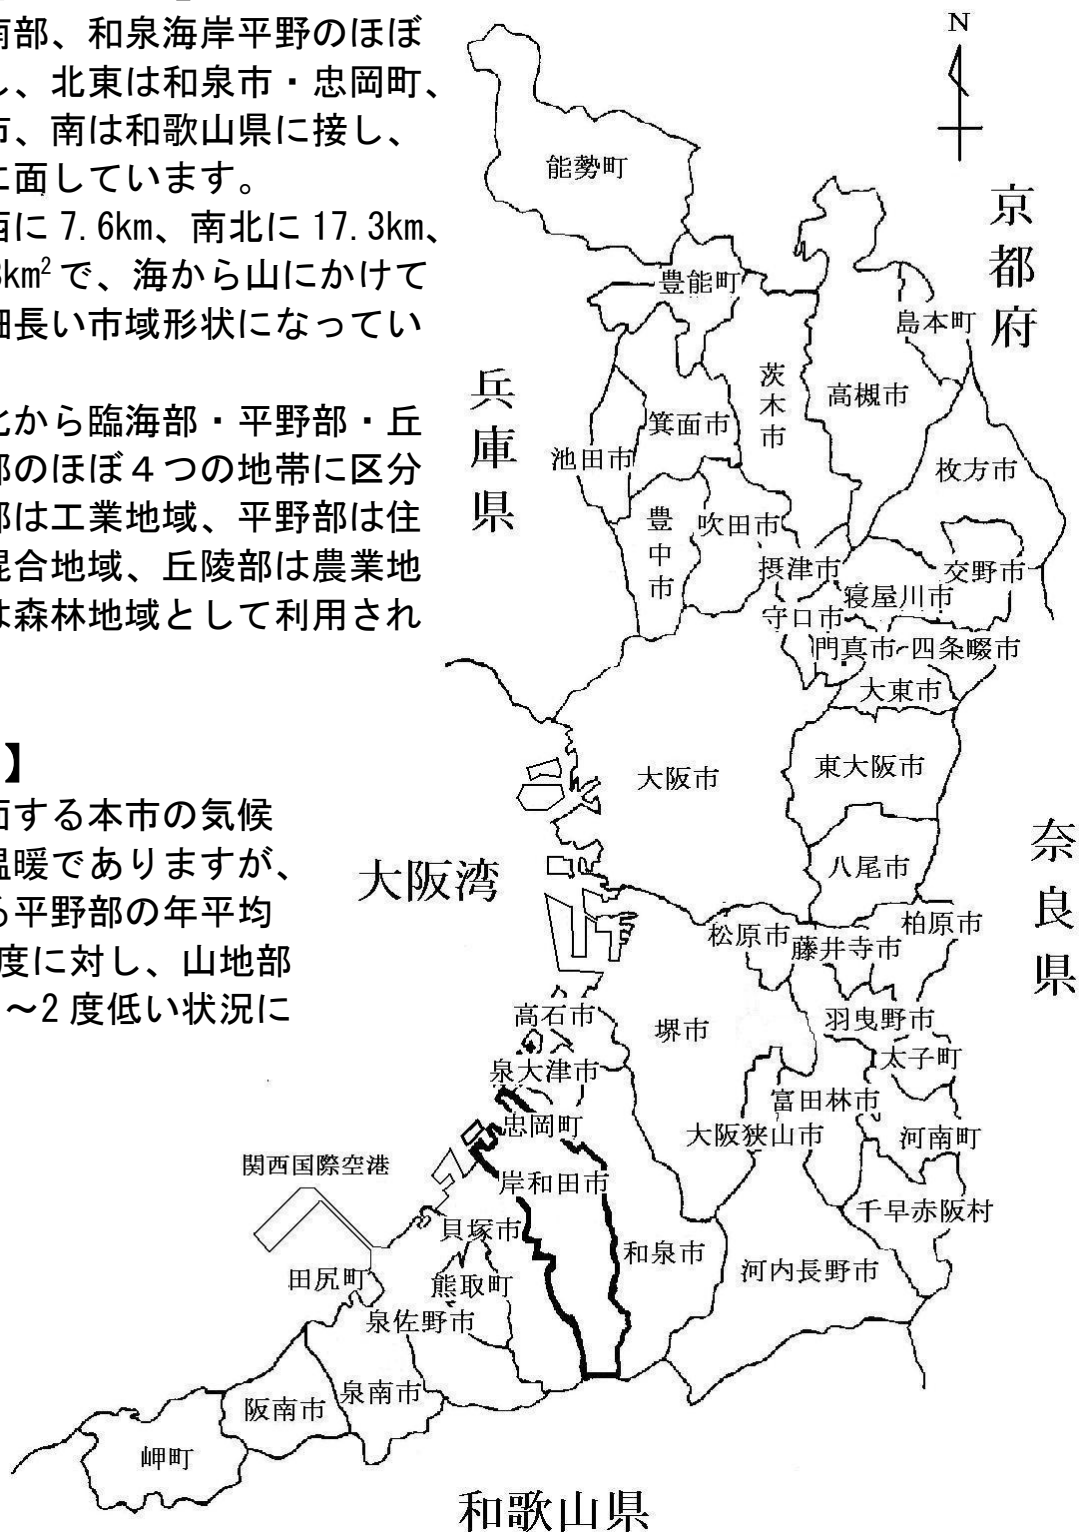 南部、和泉海岸平野のほぼ
し、北東は和泉市・忠岡町、
市、南は和歌山県に接し、
に面しています。
西に 7.6km、南北に 17.3km、
km²で、海から山にかけて
細長い市域形状になってい
北から臨海部・平野部・丘
部のほぼ４つの地帯に区分
部は工業地域、平野部は住
混合地域、丘陵部は農業地
は森林地域として利用され
】
面する本市の気候
温暖でありますが、
る平野部の年平均
度に対し、山地部
～2 度低い状況に
N
京都府
兵庫県
奈良県
大阪湾
和歌山県
能勢町
豊能町
島本町
茨木市
高槻市
箕面市
池田市
枚方市
豊中市
吹田市
摂津市
交野市
寝屋川市
守口市
門真市
四条畷市
大東市
大阪市
東大阪市
八尾市
柏原市
松原市
藤井寺市
高石市
堺市
羽曳野市
太子町
泉大津市
富田林市
忠岡町
大阪狭山市
河南町
関西国際空港
岸和田市
千早赤阪村
貝塚市
和泉市
河内長野市
田尻町
熊取町
泉佐野市
泉南市
阪南市
岬町